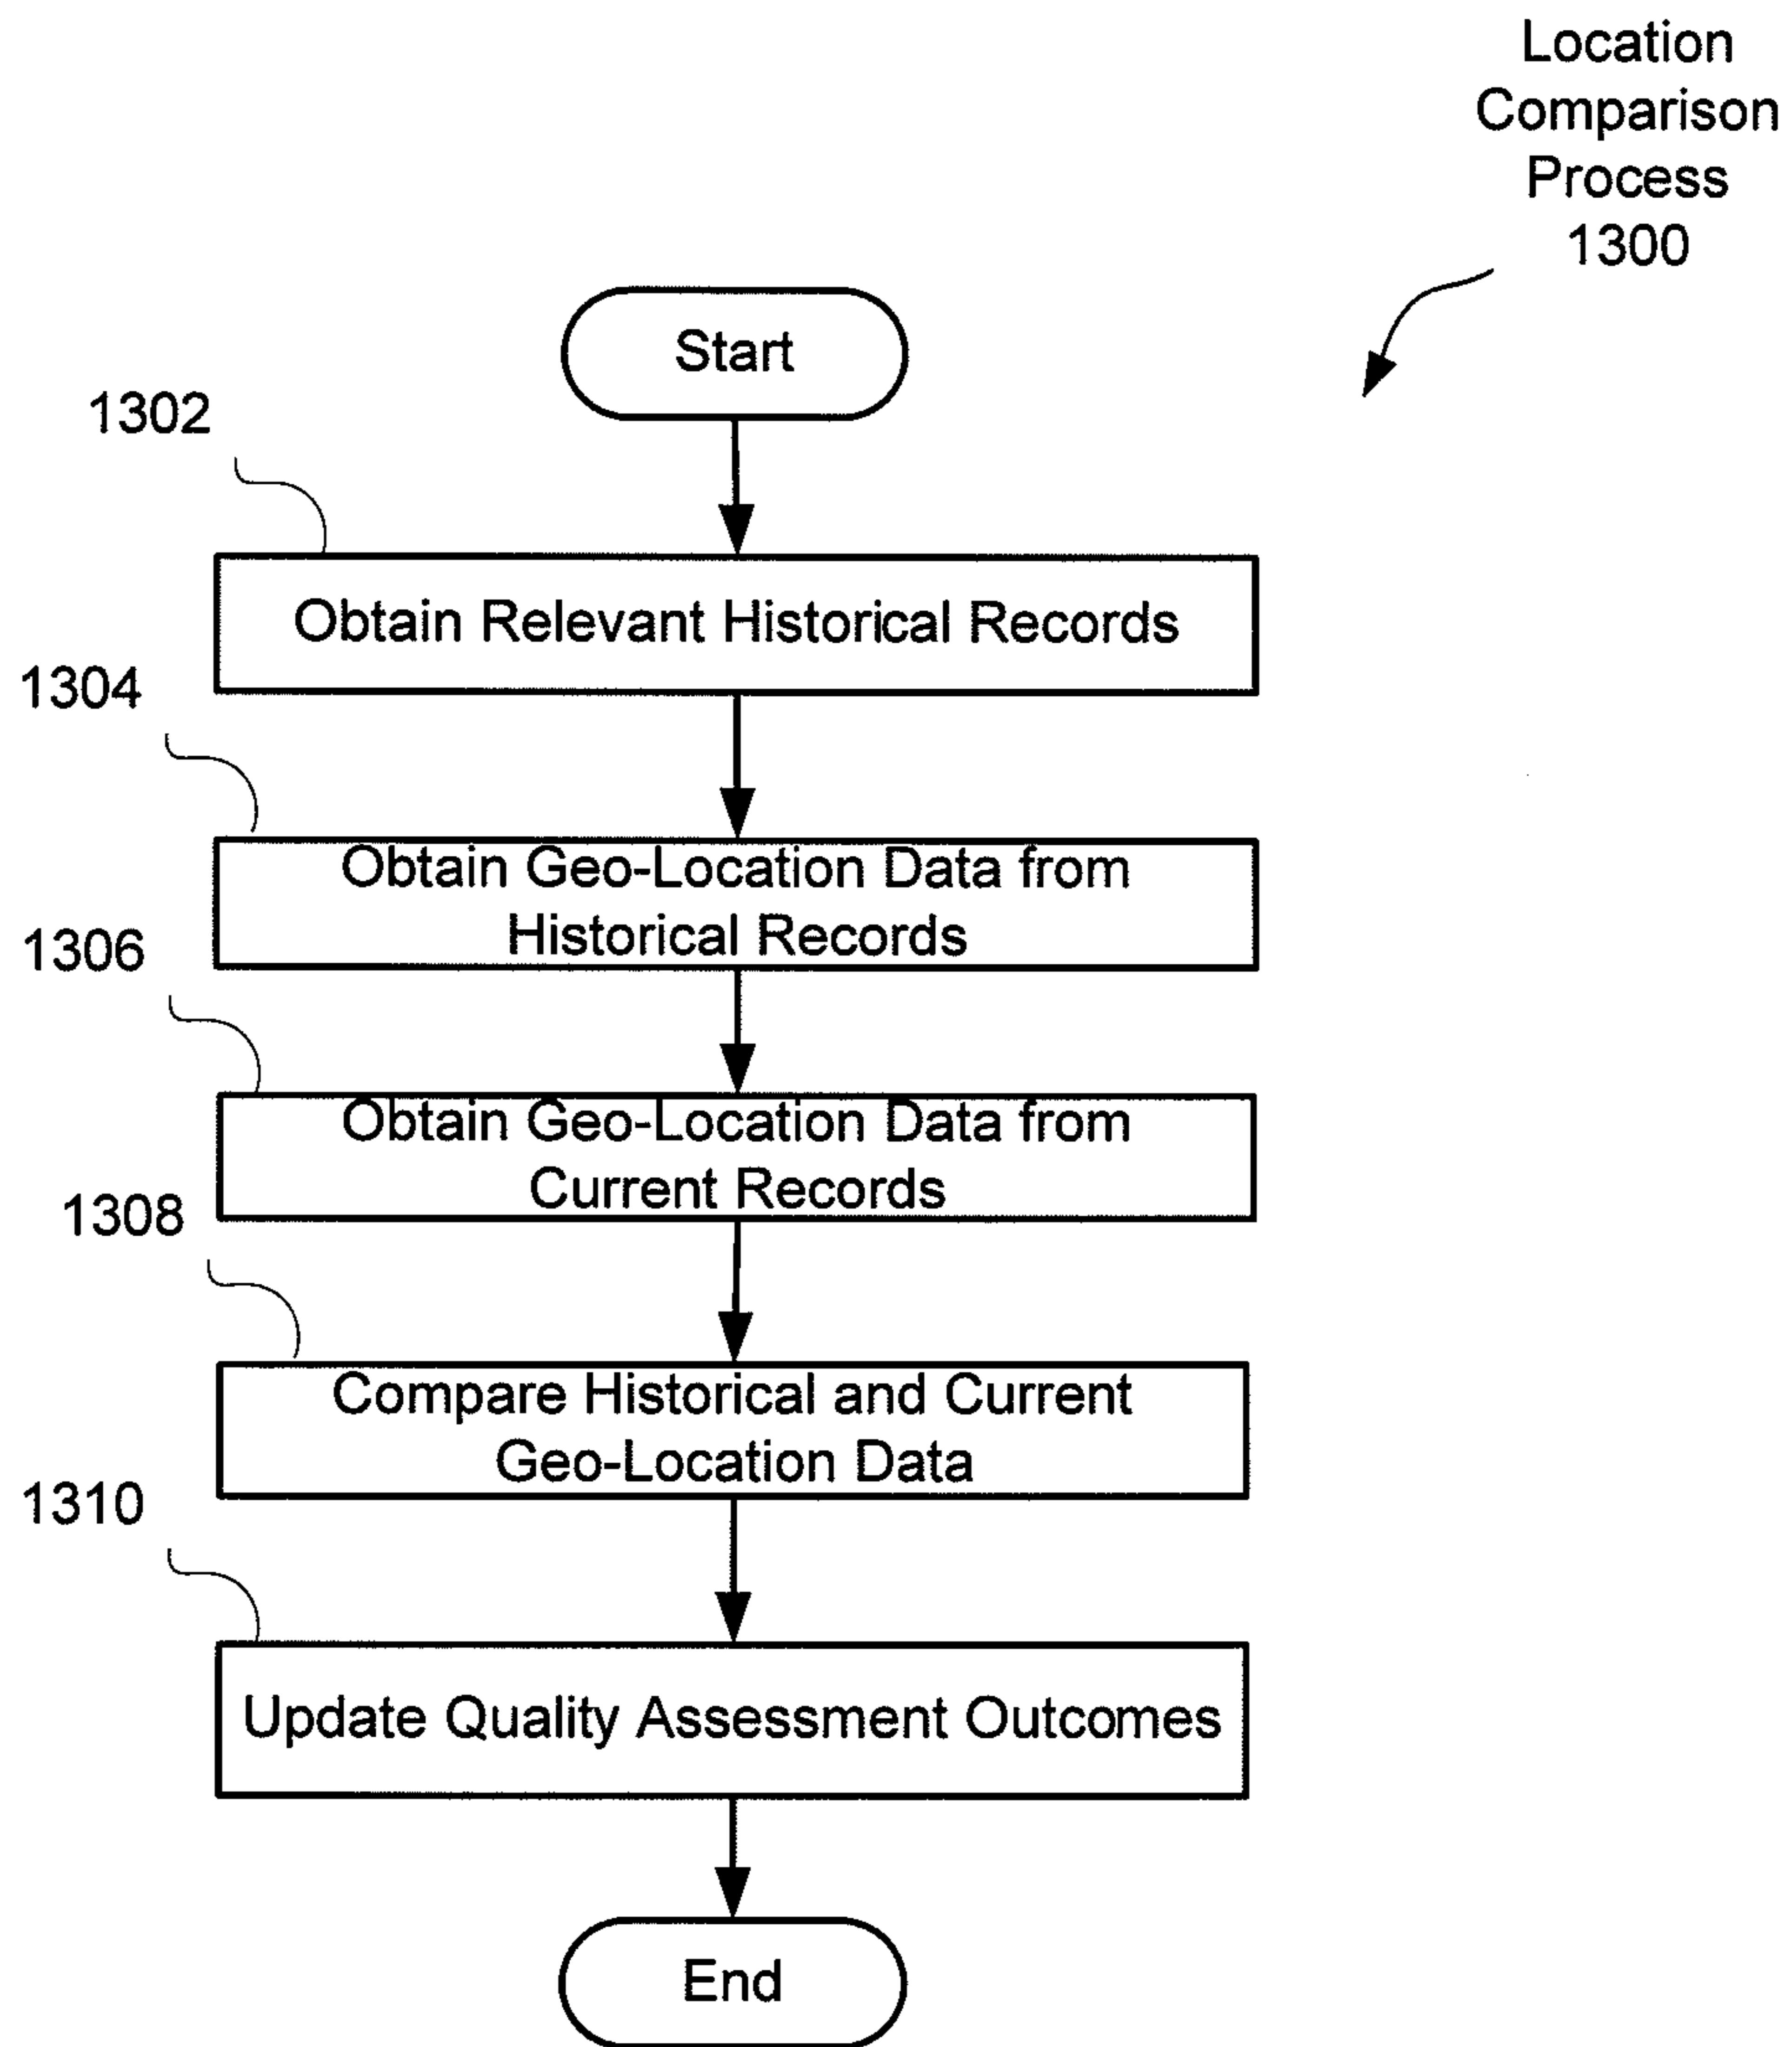 Location
Comparison
Process
1300
Start
1302
Obtain Relevant Historical Records
1304
Obtain Geo-Location Data from
Historical Records
1306
Obtain Geo-Location Data from
Current Records
1308
Compare Historical and Current
Geo-Location Data
1310
Update Quality Assessment Outcomes
End